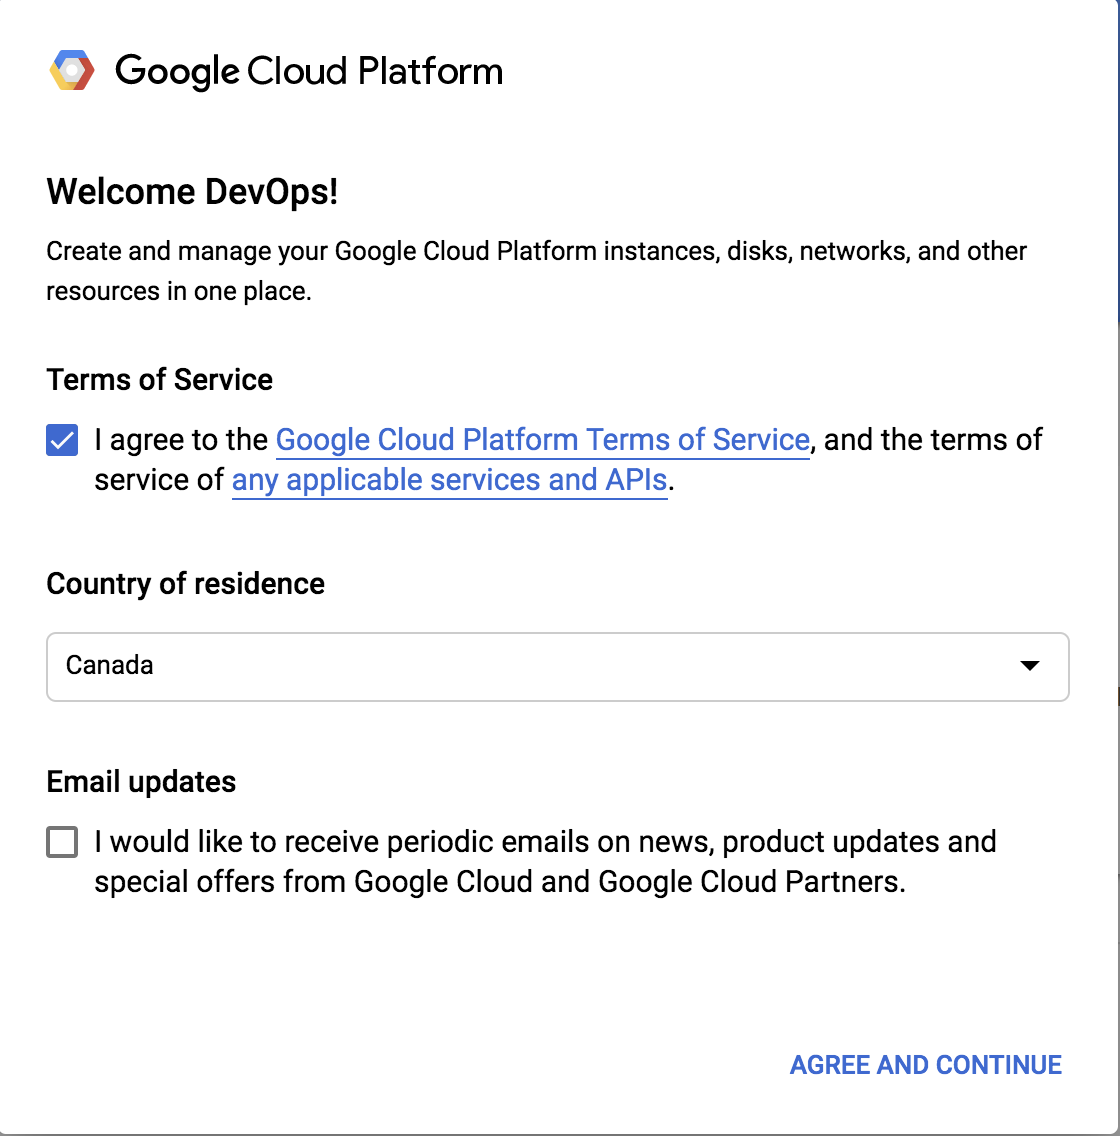 Google Cloud Platform
Welcome DevOps!
Create and manage your Google Cloud Platform instances, disks, networks, and other
resources in one place.
Terms of Service
I agree to the Google Cloud Platform Terms of Service, and the terms of
service of any applicable services and APIs.
Country of residence
Canada
Email updates
I would like to receive periodic emails on news, product updates and
special offers from Google Cloud and Google Cloud Partners.
AGREE AND CONTINUE